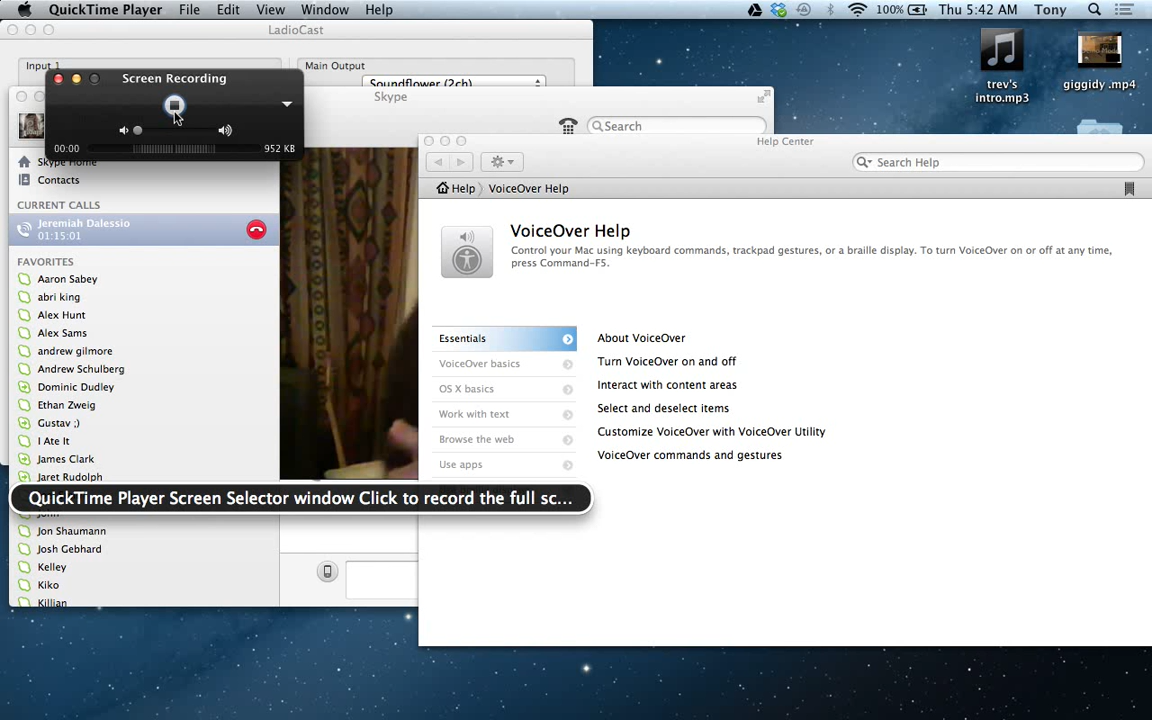 QuickTime Player File Edit View Window Help 100% Thu 5:42 AM Tony
LadioCast
Input 1
Main Output
Soundflower (2ch)
Screen Recording
00:00
952 KB
Skype
Search
Skype Home
Contacts
CURRENT CALLS
Jeremiah Dalessio
01:15:01
FAVORITES
Aaron Sabey
abri king
Alex Hunt
Alex Sams
andrew gilmore
Andrew Schulberg
Dominic Dudley
Ethan Zweig
Gustav ;)
I Ate It
James Clark
Jaret Rudolph
Jon Shaumann
Josh Gebhard
Kelley
Kiko
Killian
QuickTime Player Screen Selector window Click to record the full sc...
Help Center
Search Help
Help
VoiceOver Help
VoiceOver Help
Control your Mac using keyboard commands, trackpad gestures, or a braille display. To turn VoiceOver on or off at any time,
press Command-F5.
Essentials
VoiceOver basics
OS X basics
Work with text
Browse the web
Use apps
About VoiceOver
Turn VoiceOver on and off
Interact with content areas
Select and deselect items
Customize VoiceOver with VoiceOver Utility
VoiceOver commands and gestures
trev's
intro.mp3
giggidy .mp4